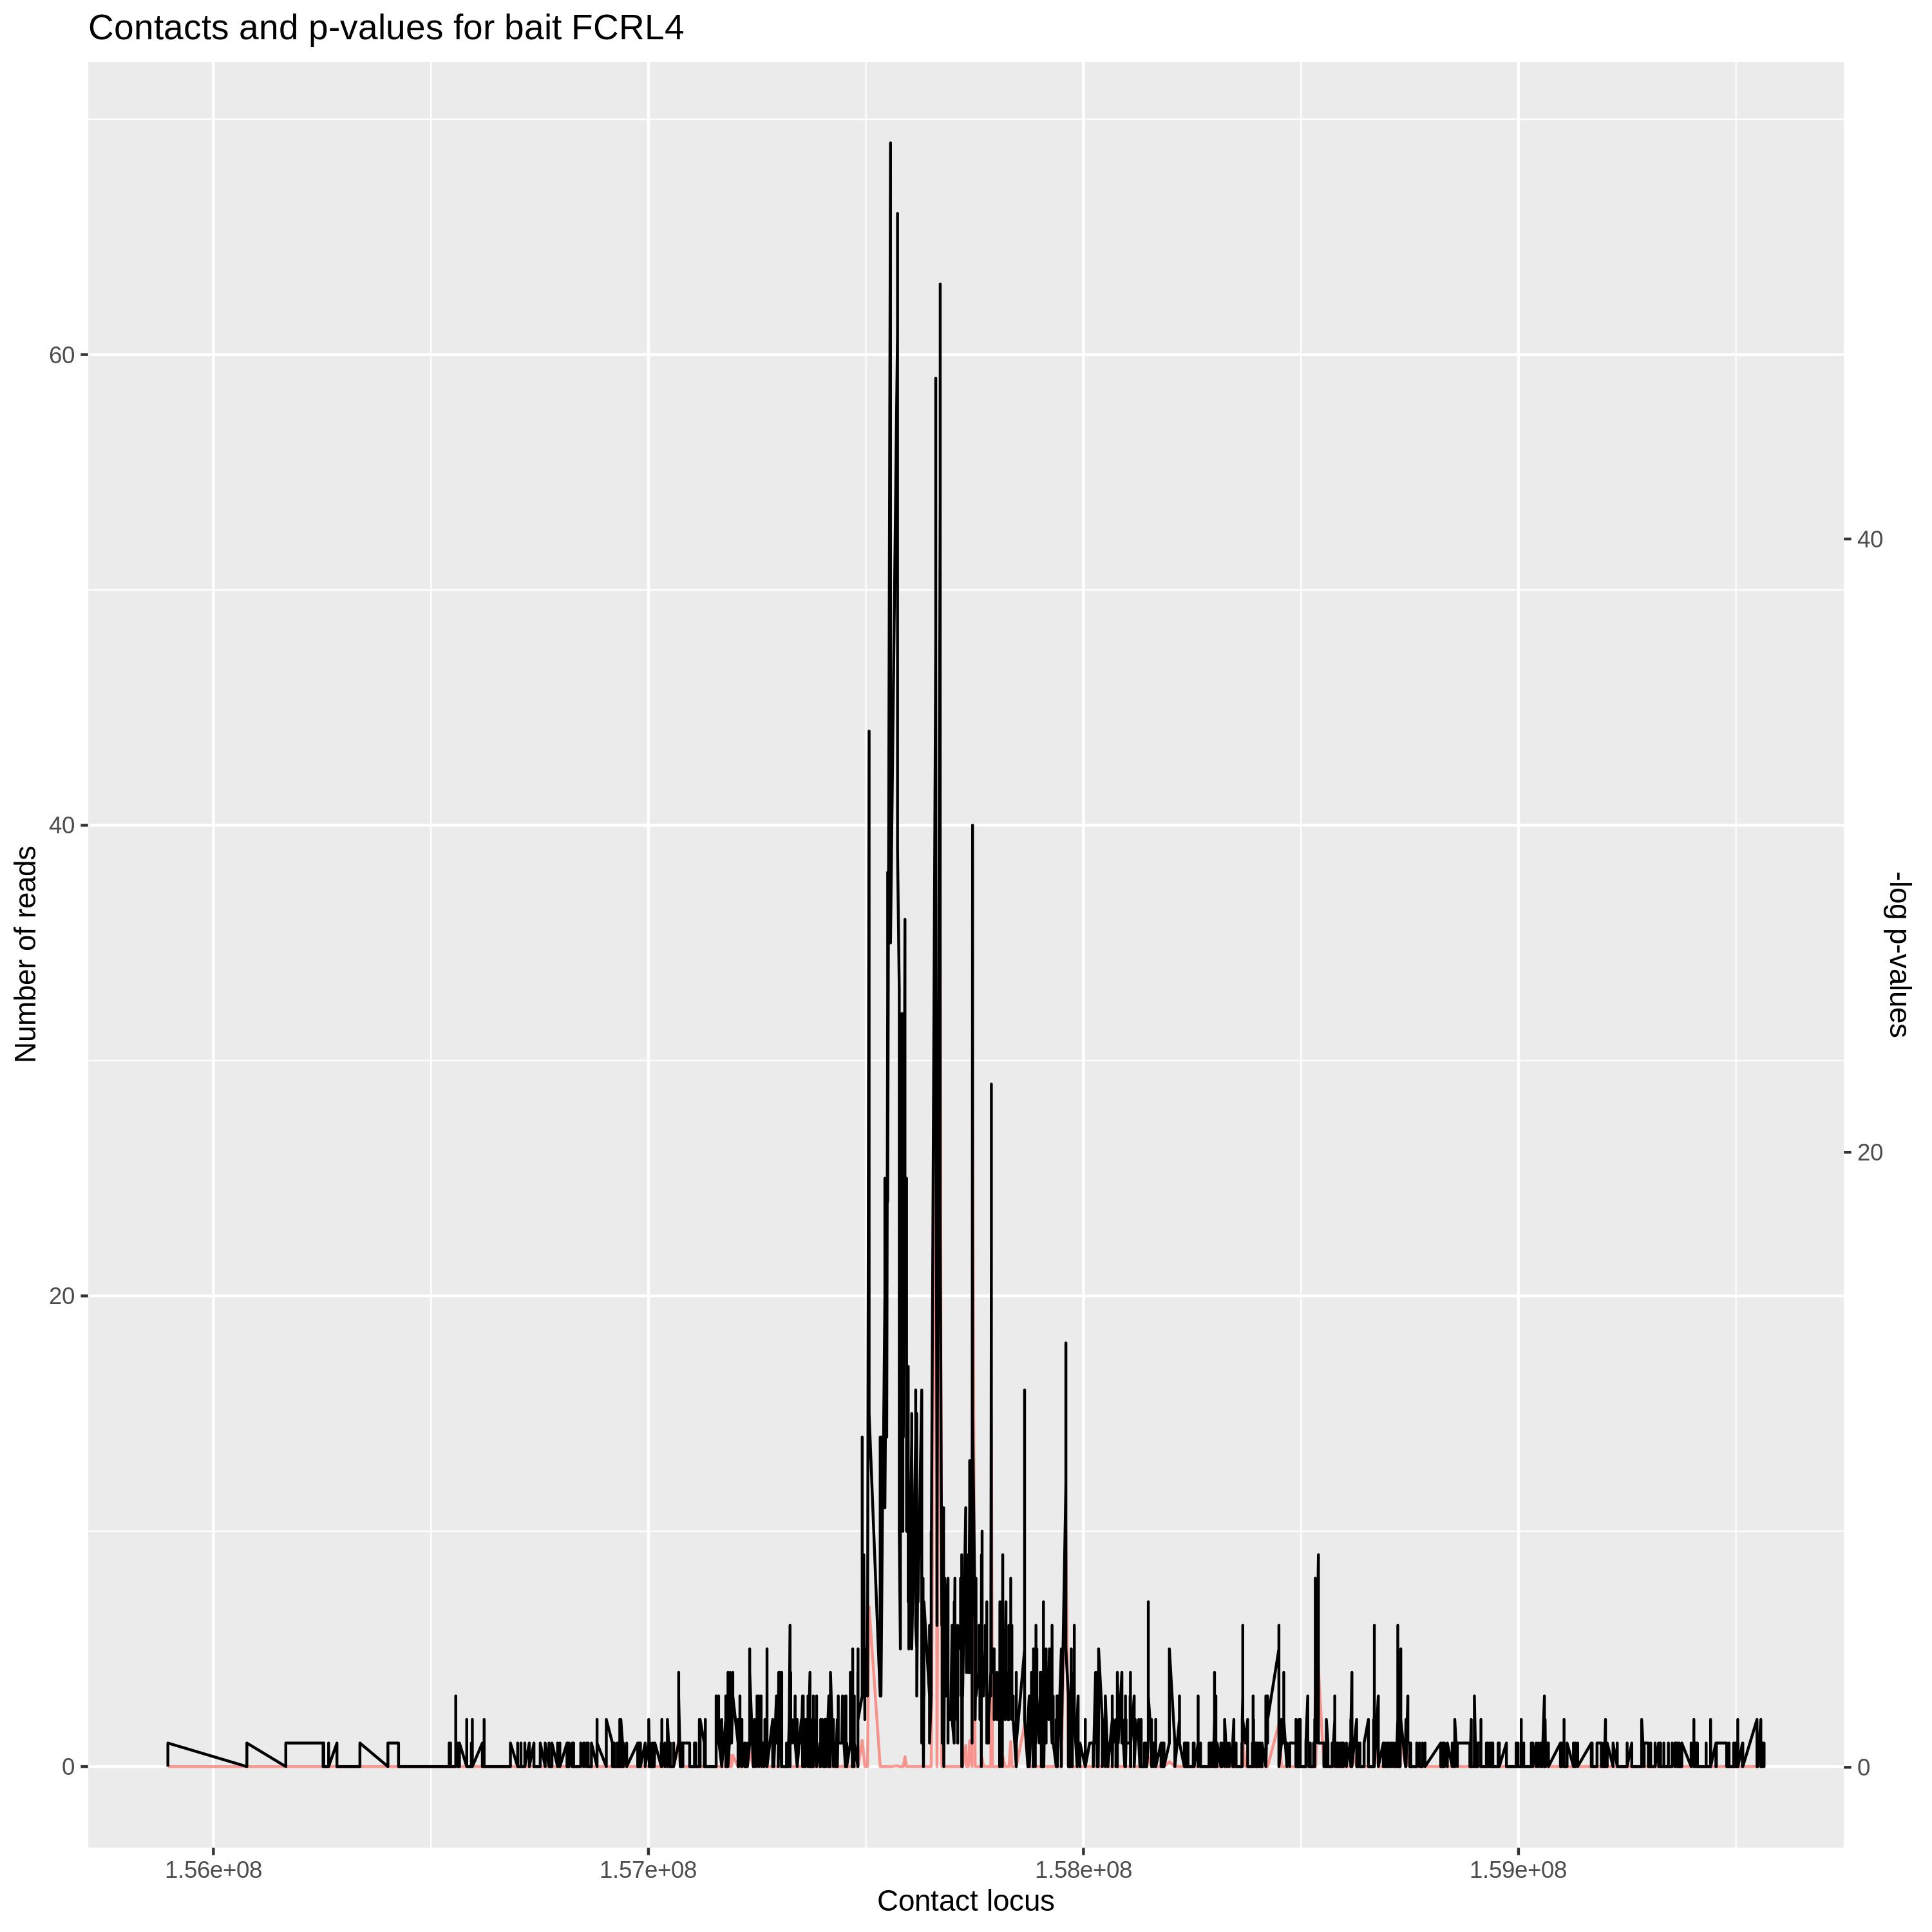 Contacts and p-values for bait FCRL4
60
40
20
0
Number of reads
40
20
0
-log p-values
1.56e+08
1.57e+08
1.58e+08
1.59e+08
Contact locus